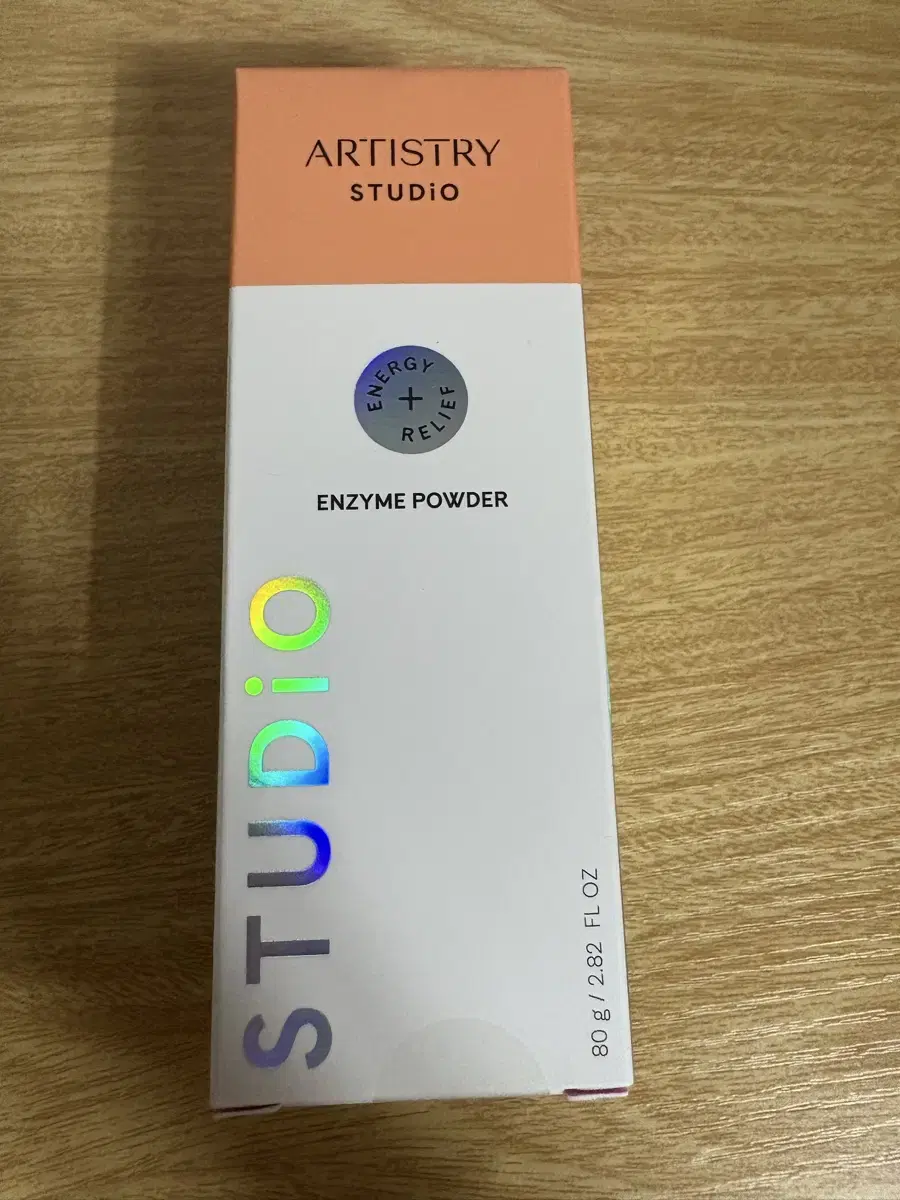 ARTISTRY
STUDiO
ENERGY
+
RELIEF
ENZYME POWDER
STUDiO
80 g / 2.82 FL OZ